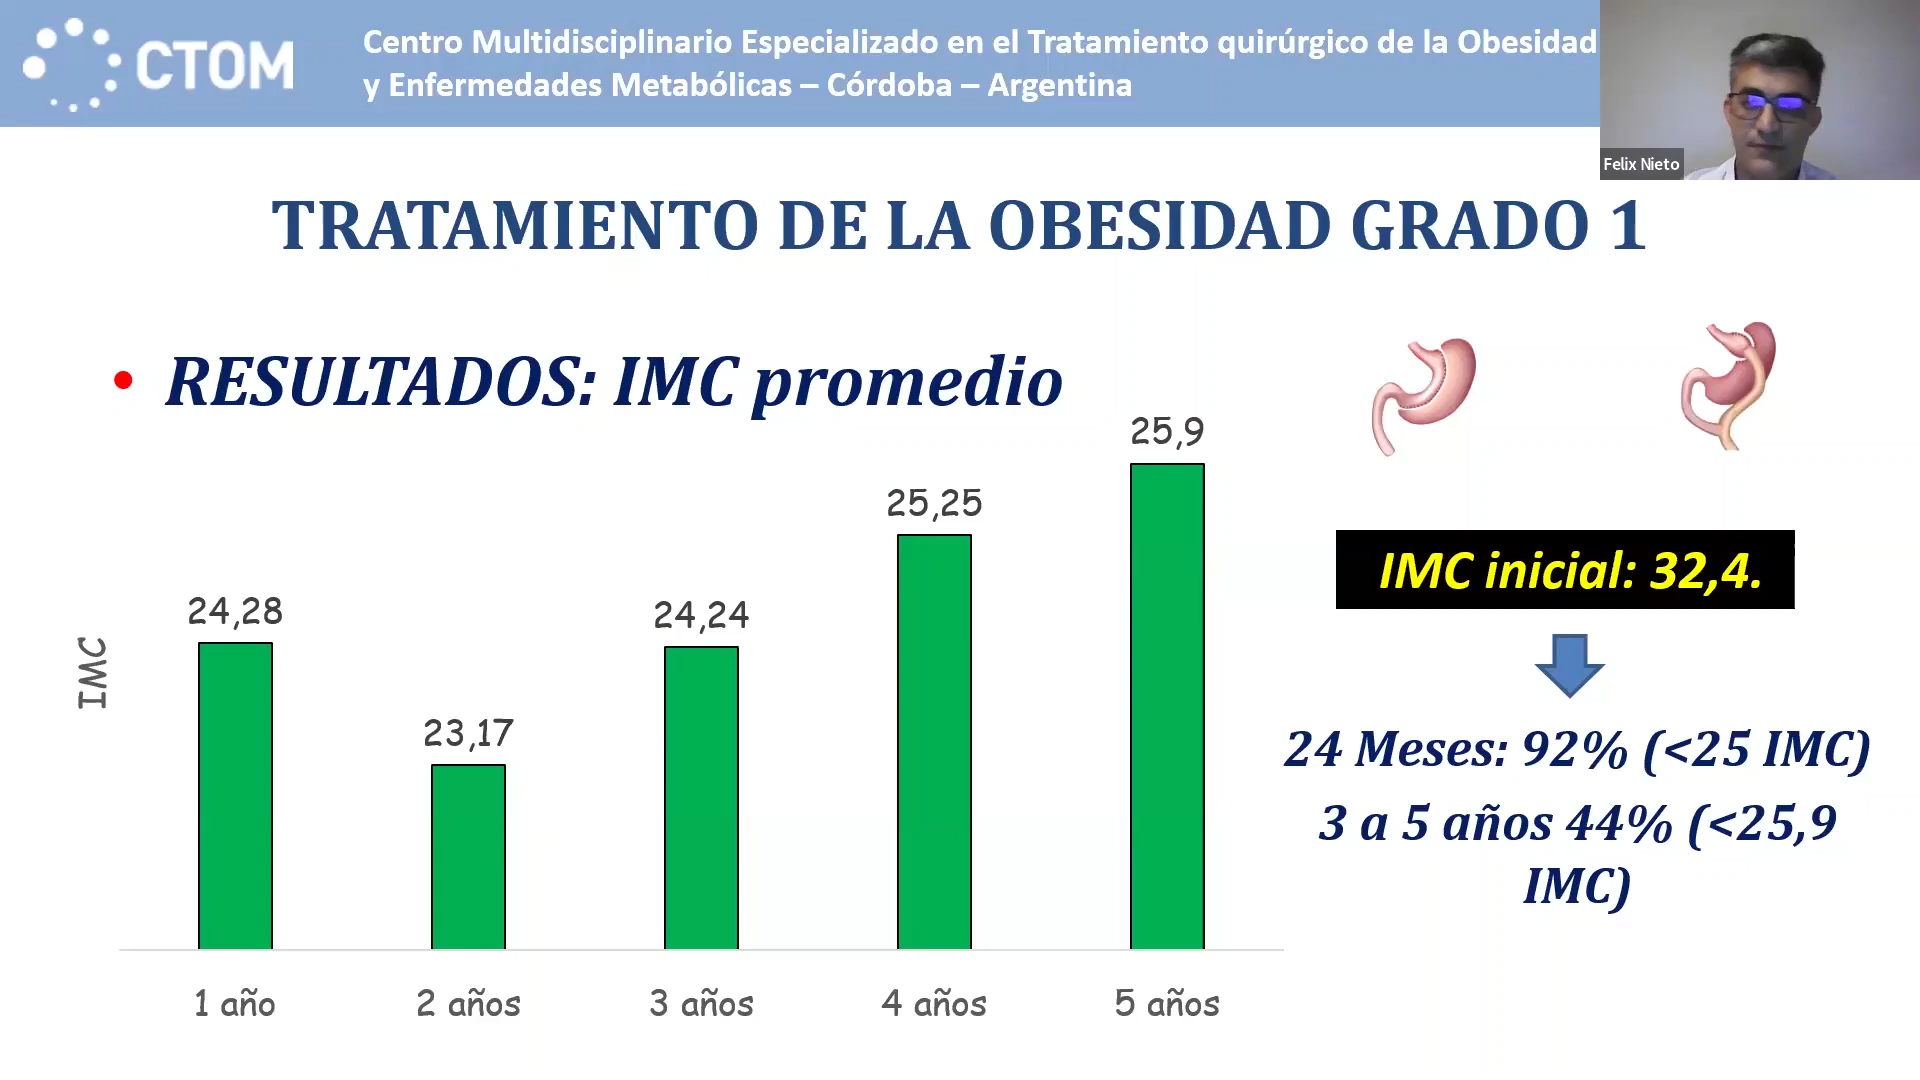 CTOM
Centro Multidisciplinario Especializado en el Tratamiento quirúrgico de la Obesidad
y Enfermedades Metabólicas – Córdoba – Argentina
Felix Nieto
TRATAMIENTO DE LA OBESIDAD GRADO 1
• RESULTADOS: IMC promedio
25,9
25,25
24,28
24,24
23,17
IMC
1 año
2 años
3 años
4 años
5 años
IMC inicial: 32,4.
24 Meses: 92% (<25 IMC)
3 a 5 años 44% (<25,9
IMC)